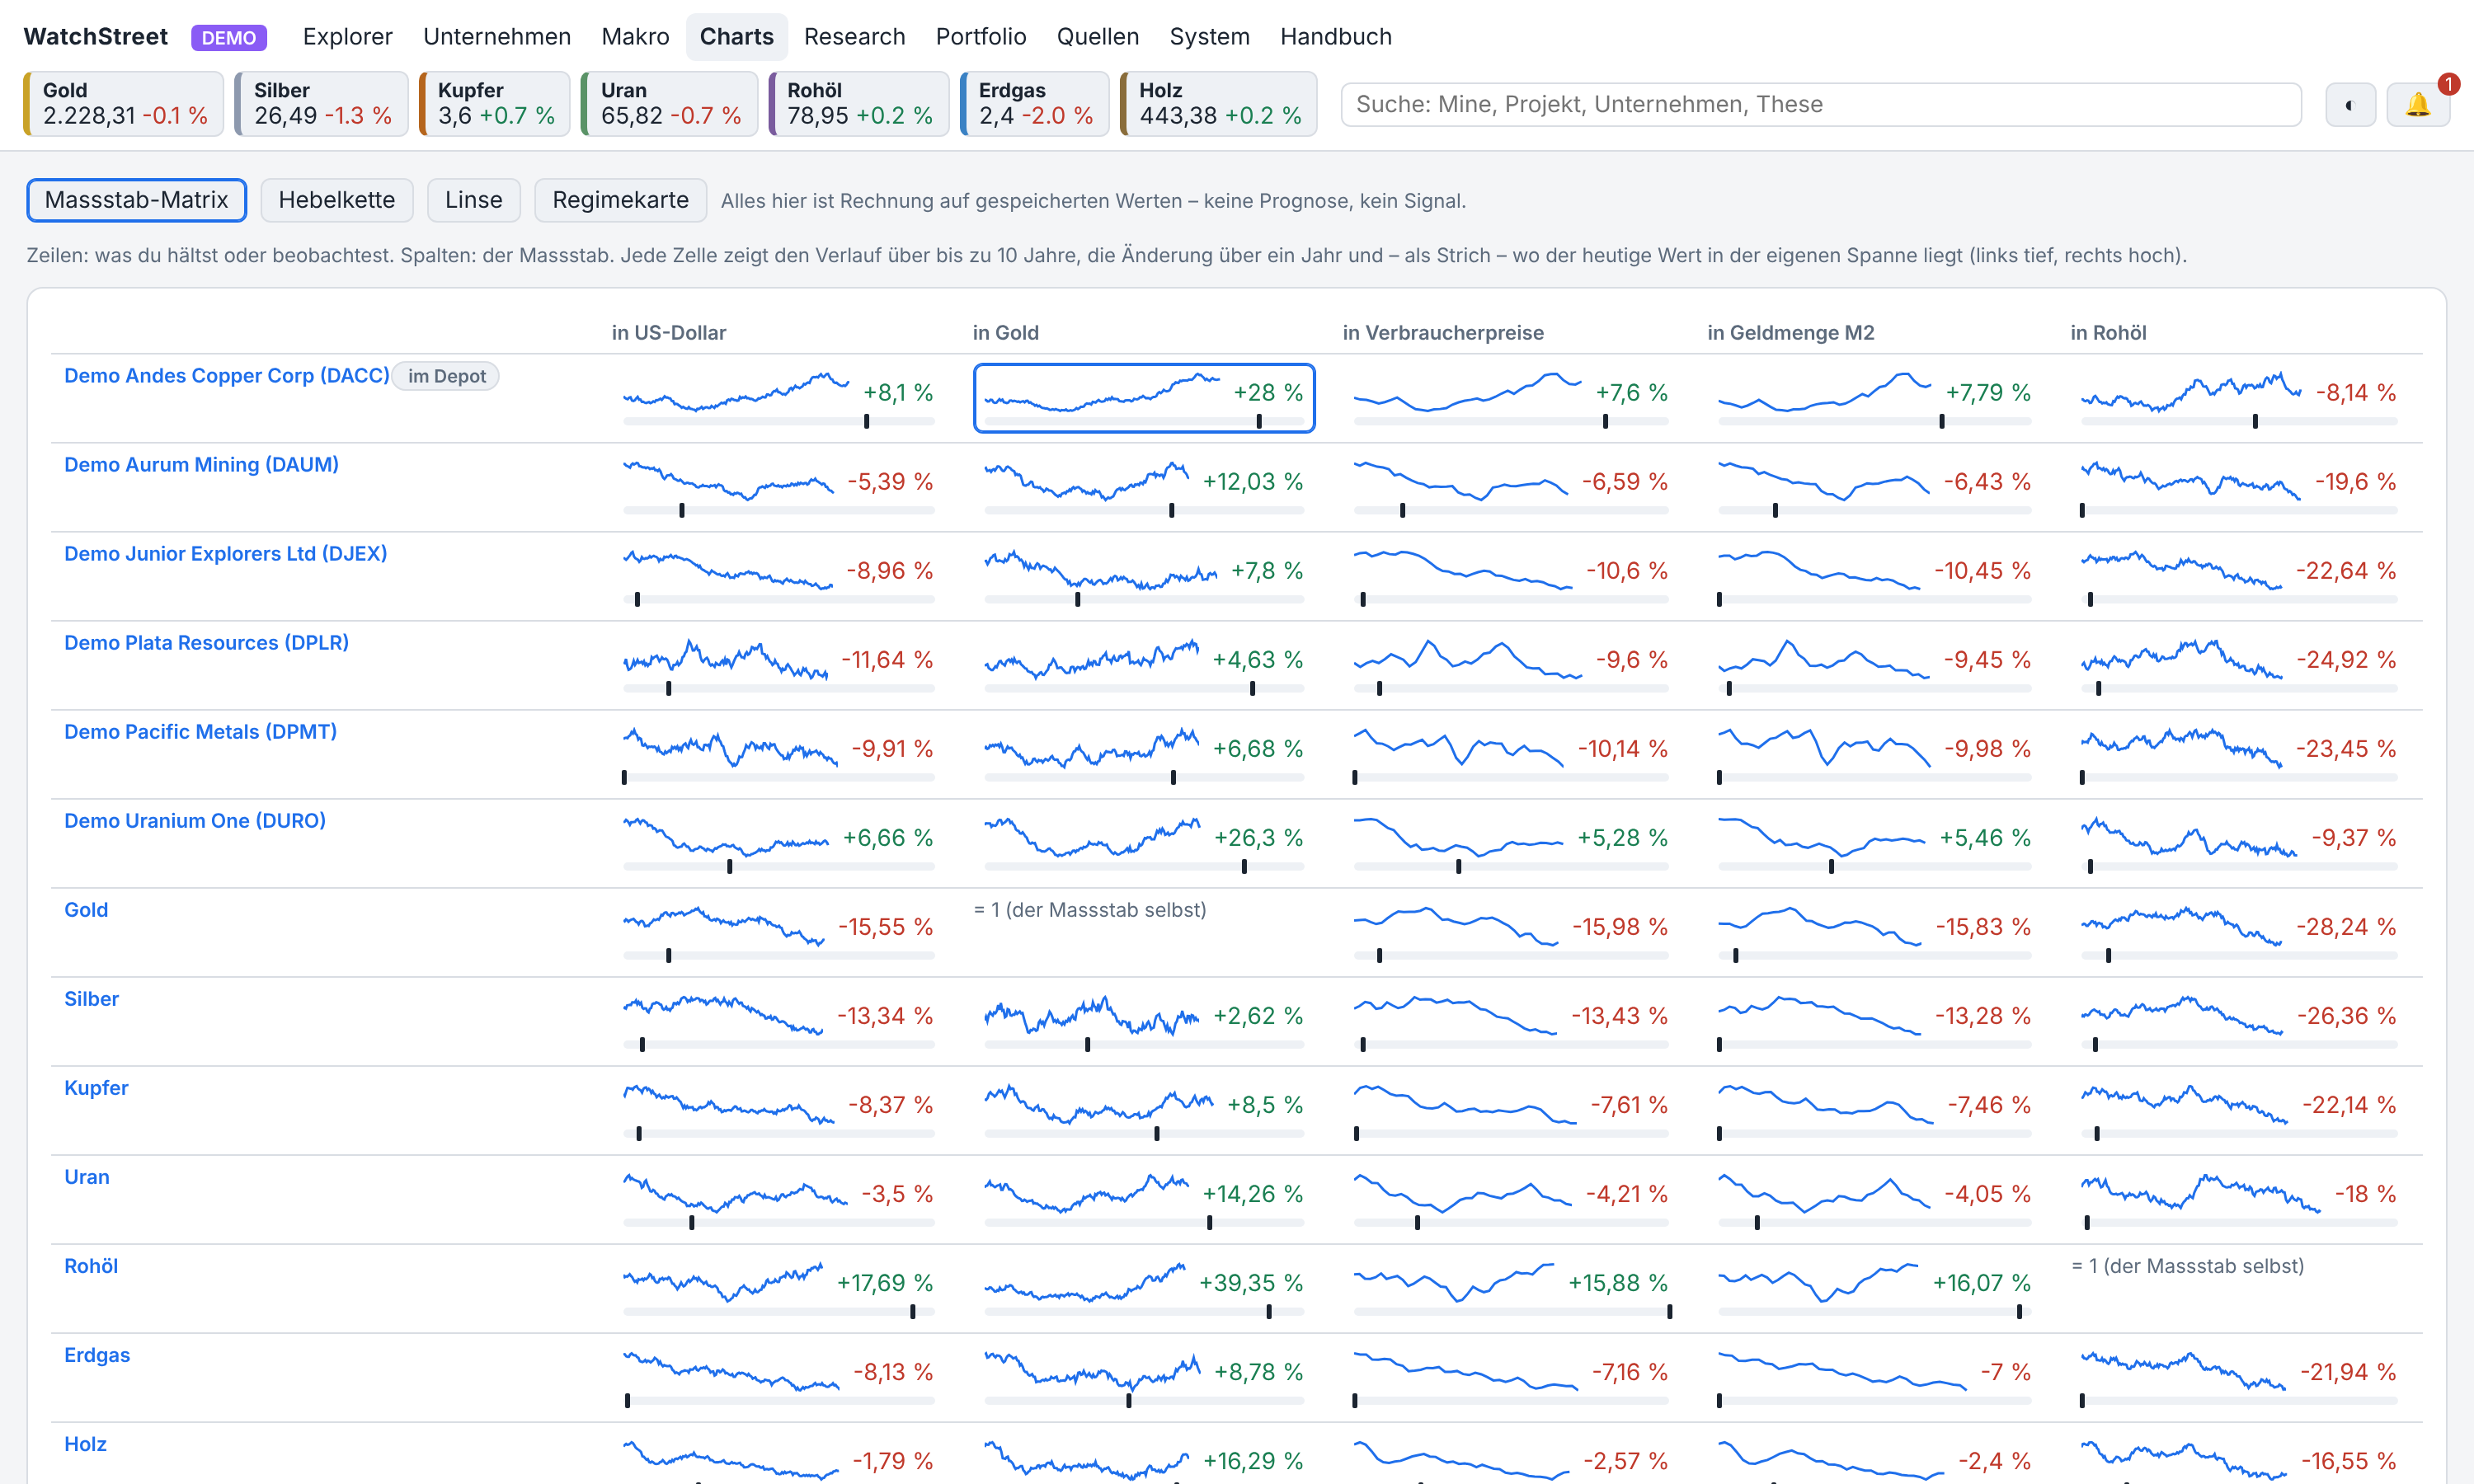 WatchStreet DEMO Explorer Unternehmen Makro Charts Research Portfolio Quellen System Handbuch
Gold 2.228,31 -0.1 %
Silber 26,49 -1.3 %
Kupfer 3,6 +0.7 %
Uran 65,82 -0.7 %
Rohöl 78,95 +0.2 %
Erdgas 2,4 -2.0 %
Holz 443,38 +0.2 %
Suche: Mine, Projekt, Unternehmen, These
1
Massstab-Matrix Hebelkette Linse Regimekarte Alles hier ist Rechnung auf gespeicherten Werten – keine Prognose, kein Signal.
Zeilen: was du hältst oder beobachtest. Spalten: der Massstab. Jede Zelle zeigt den Verlauf über bis zu 10 Jahre, die Änderung über ein Jahr und – als Strich – wo der heutige Wert in der eigenen Spanne liegt (links tief, rechts hoch).
in US-Dollar in Gold in Verbraucherpreise in Geldmenge M2 in Rohöl
Demo Andes Copper Corp (DACC) im Depot +8,1 % +28 % +7,6 % +7,79 % -8,14 %
Demo Aurum Mining (DAUM) -5,39 % +12,03 % -6,59 % -6,43 % -19,6 %
Demo Junior Explorers Ltd (DJEX) -8,96 % +7,8 % -10,6 % -10,45 % -22,64 %
Demo Plata Resources (DPLR) -11,64 % +4,63 % -9,6 % -9,45 % -24,92 %
Demo Pacific Metals (DPMT) -9,91 % +6,68 % -10,14 % -9,98 % -23,45 %
Demo Uranium One (DURO) +6,66 % +26,3 % +5,28 % +5,46 % -9,37 %
Gold -15,55 % = 1 (der Massstab selbst) -15,98 % -15,83 % -28,24 %
Silber -13,34 % +2,62 % -13,43 % -13,28 % -26,36 %
Kupfer -8,37 % +8,5 % -7,61 % -7,46 % -22,14 %
Uran -3,5 % +14,26 % -4,21 % -4,05 % -18 %
Rohöl +17,69 % +39,35 % +15,88 % +16,07 % = 1 (der Massstab selbst)
Erdgas -8,13 % +8,78 % -7,16 % -7 % -21,94 %
Holz -1,79 % +16,29 % -2,57 % -2,4 % -16,55 %